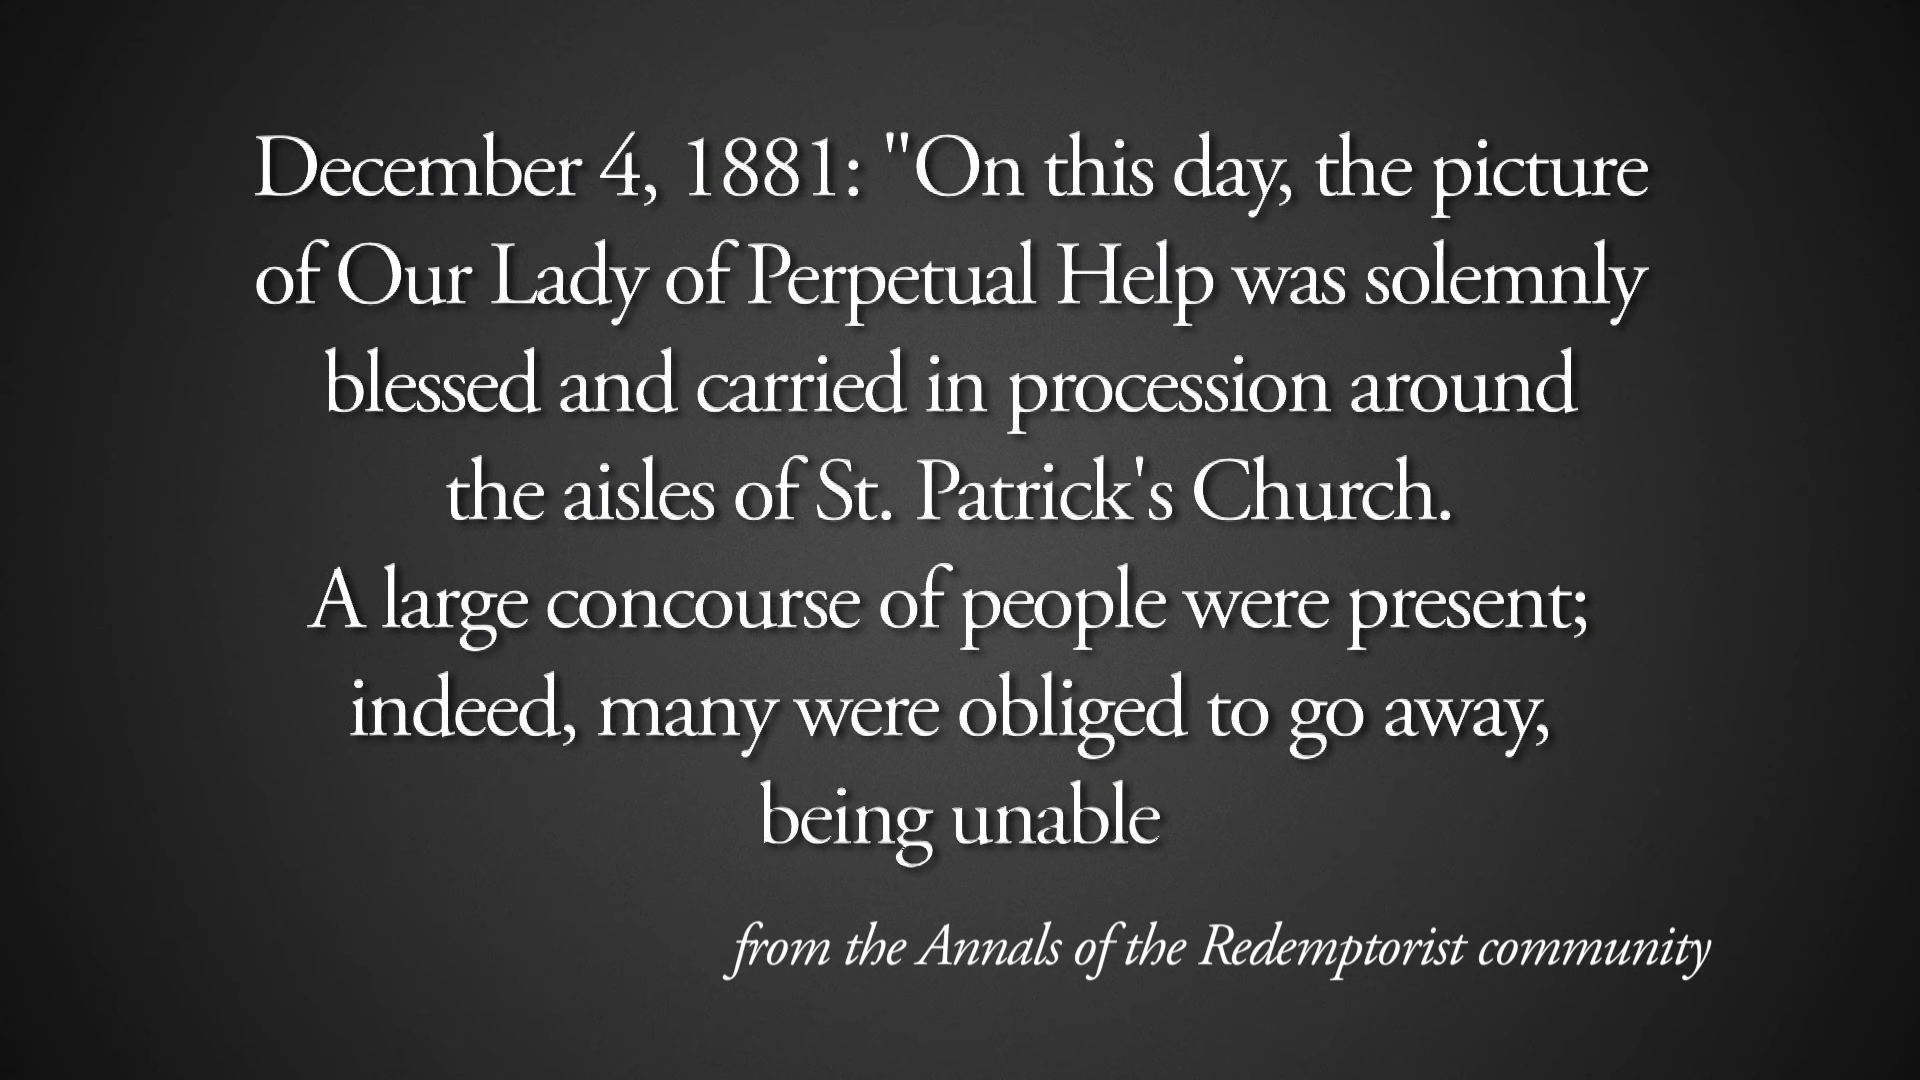 December 4, 1881: "On this day, the picture
of Our Lady of Perpetual Help was solemnly
blessed and carried in procession around
the aisles of St. Patrick's Church.
A large concourse of people were present;
indeed, many were obliged to go away,
being unable
from the Annals of the Redemptorist community